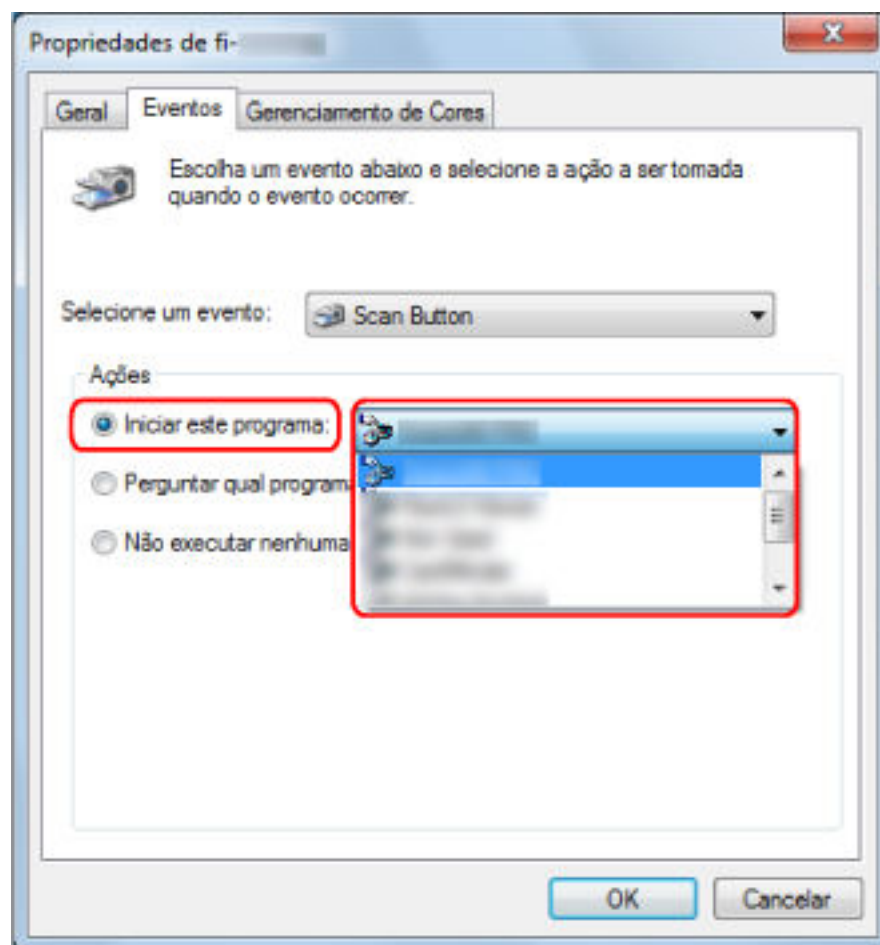 Propriedades de fi-
Geral Eventos Gerenciamento de Cores
Escolha um evento abaixo e selecione a ação a ser tomada
quando o evento ocorrer.
Selecione um evento: Scan Button
Ações
Iniciar este programa:
Perguntar qual programa
Não executar nenhuma
OK Cancelar